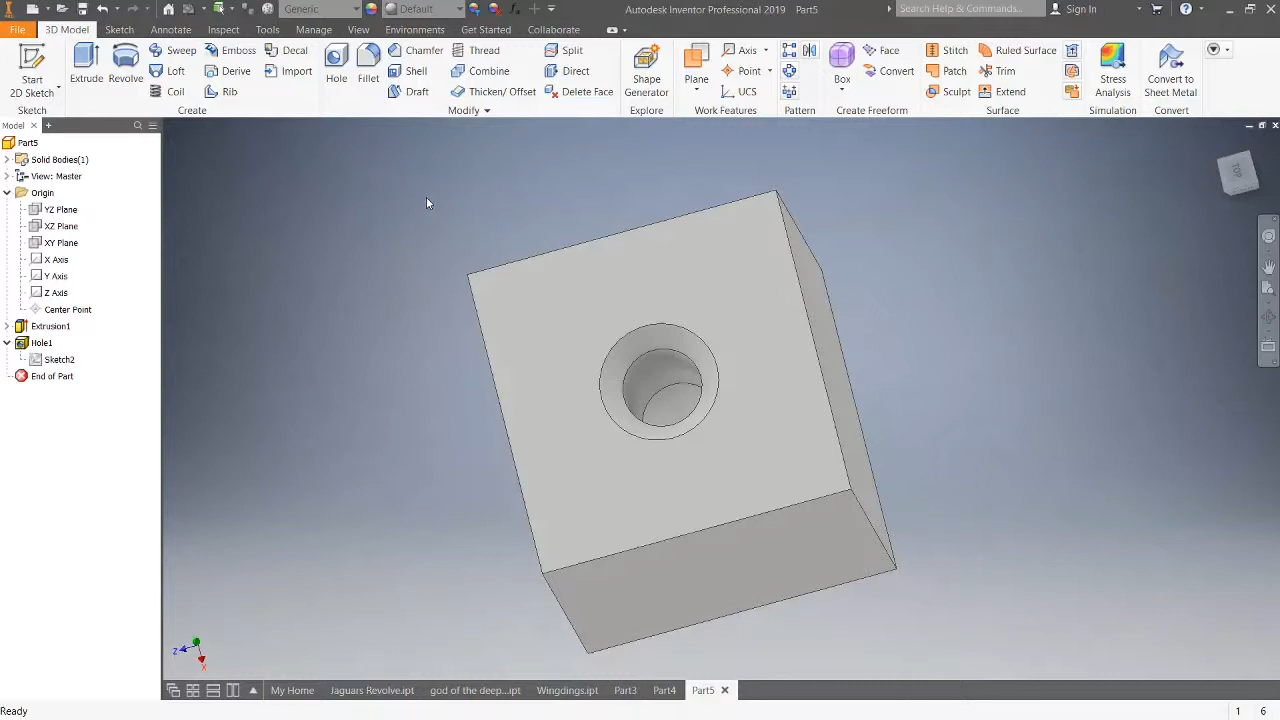 Generic
Default
Autodesk Inventor Professional 2019 Part5
Search Help & Commands...
Sign In
File
3D Model
Sketch
Annotate
Inspect
Tools
Manage
View
Environments
Get Started
Collaborate
Start
2D Sketch
Sketch
Extrude
Revolve
Sweep
Emboss
Decal
Loft
Derive
Import
Coil
Rib
Create
Hole
Fillet
Chamfer
Thread
Split
Shell
Combine
Direct
Draft
Thicken/ Offset
Delete Face
Modify
Shape
Generator
Explore
Plane
Axis
Point
UCS
Work Features
Pattern
Box
Face
Convert
Create Freeform
Stitch
Ruled Surface
Patch
Trim
Sculpt
Extend
Surface
Stress
Analysis
Simulation
Convert to
Sheet Metal
Convert
Model
Part5
Solid Bodies(1)
View: Master
Origin
YZ Plane
XZ Plane
XY Plane
X Axis
Y Axis
Z Axis
Center Point
Extrusion1
Hole1
Sketch2
End of Part
TOP
Z
X
My Home
Jaguars Revolve.ipt
god of the deep...ipt
Wingdings.ipt
Part3
Part4
Part5
Ready
1 6